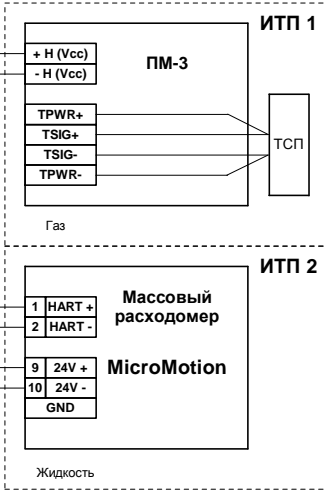 ИТП 1
+ Н (Vcc)
- Н (Vcc)
ПМ-3
TPWR+
TSIG+
TSIG-
TPWR-
ТСП
Газ
ИТП 2
1 HART +
2 HART -
Массовый
расходомер
9 24V +
10 24V -
GND
MicroMotion
Жидкость